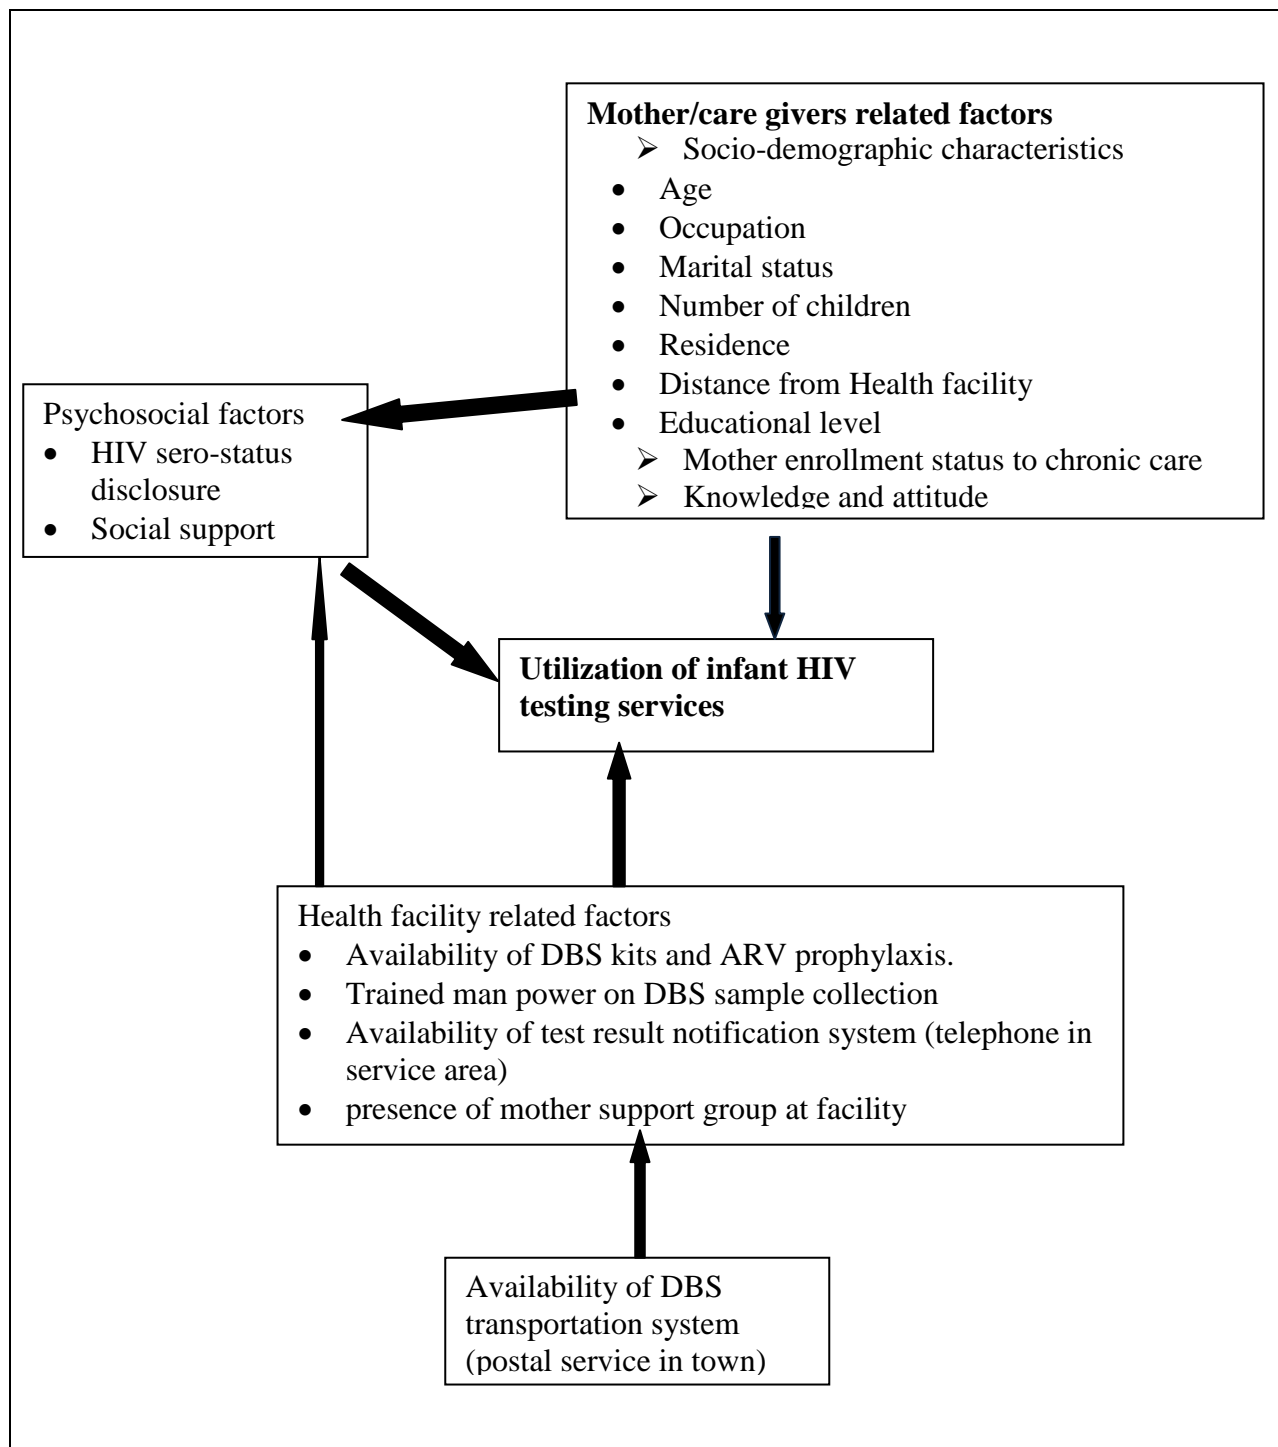 Mother/care givers related factors
➢ Socio-demographic characteristics
• Age
• Occupation
• Marital status
• Number of children
• Residence
• Distance from Health facility
• Educational level
➢ Mother enrollment status to chronic care
➢ Knowledge and attitude
Psychosocial factors
• HIV sero-status
disclosure
• Social support
Utilization of infant HIV
testing services
Health facility related factors
• Availability of DBS kits and ARV prophylaxis.
• Trained man power on DBS sample collection
• Availability of test result notification system (telephone in
service area)
• presence of mother support group at facility
Availability of DBS
transportation system
(postal service in town)